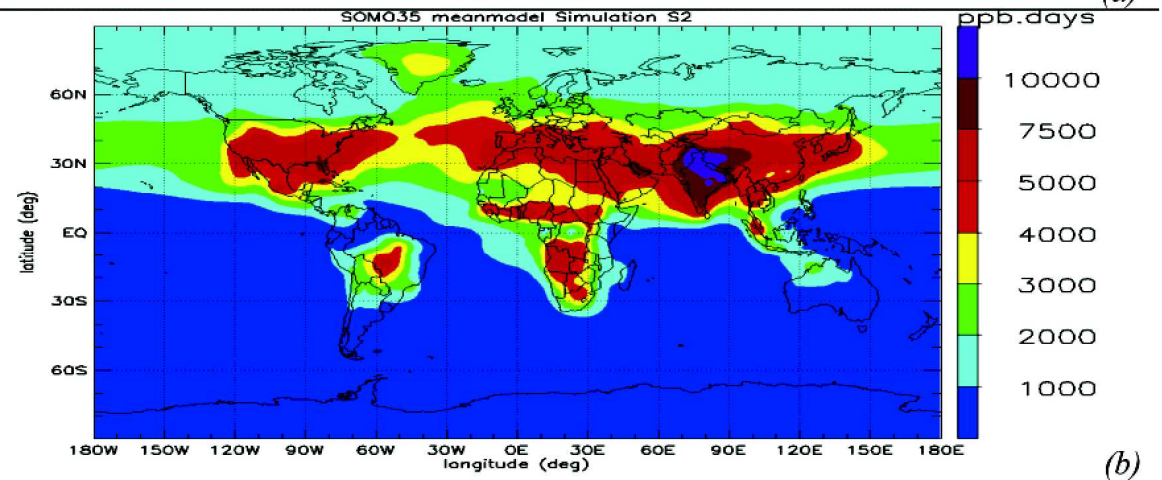 SOMO35 meanmodel Simulation S2
ppb.days
10000
7500
5000
4000
3000
2000
1000
60N
30N
EQ
30S
60S
latitude (deg)
180W 150W 120W 90W 60W 30W 0E 30E 60E 90E 120E 150E 180E
longitude (deg)
(b)